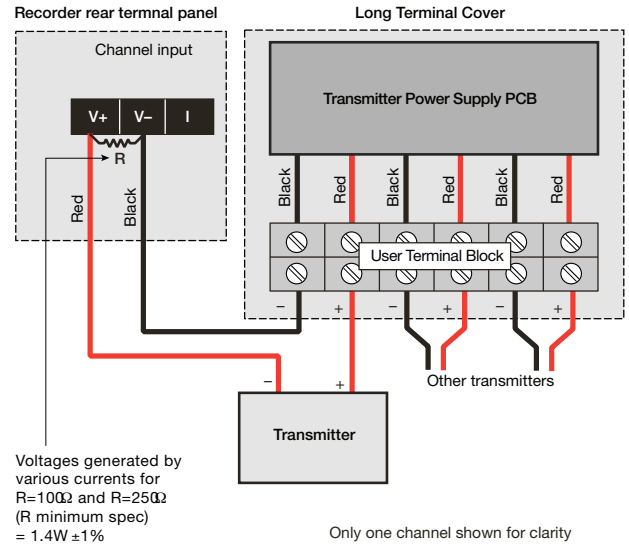 Recorder rear termnal panel
Long Terminal Cover
Channel input
V+ V– I
R
Red
Black
Transmitter Power Supply PCB
Black
Red
Black
Red
Black
Red
User Terminal Block
– + – + – +
Other transmitters
– +
Transmitter
Voltages generated by
various currents for
R=100Ω and R=250Ω
(R minimum spec)
= 1.4W ±1%
Only one channel shown for clarity